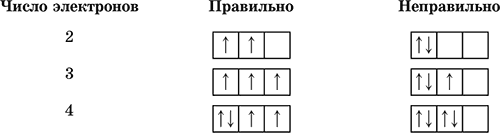 Число электронов Правильно Неправильно
2 ↑ ↑ ↑↓
3 ↑ ↑ ↑ ↑↓ ↑
4 ↑↓ ↑ ↑ ↑↓ ↑↓